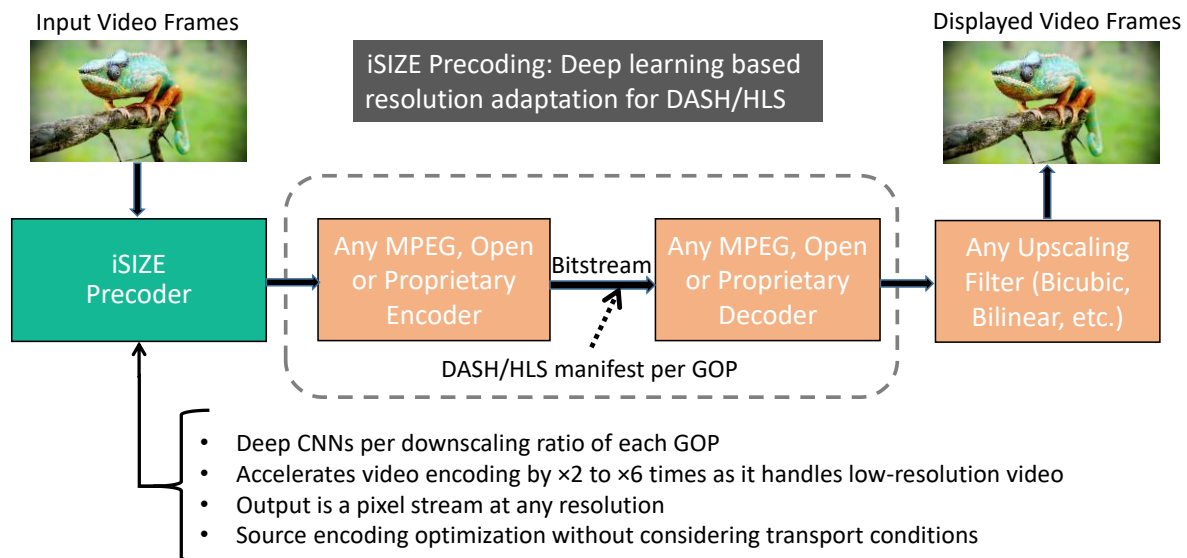 Input Video Frames
Displayed Video Frames
iSIZE Precoding: Deep learning based
resolution adaptation for DASH/HLS
iSIZE
Precoder
Any MPEG, Open
or Proprietary
Encoder
Bitstream
Any MPEG, Open
or Proprietary
Decoder
Any Upscaling
Filter (Bicubic,
Bilinear, etc.)
DASH/HLS manifest per GOP
• Deep CNNs per downscaling ratio of each GOP
• Accelerates video encoding by ×2 to ×6 times as it handles low-resolution video
• Output is a pixel stream at any resolution
• Source encoding optimization without considering transport conditions